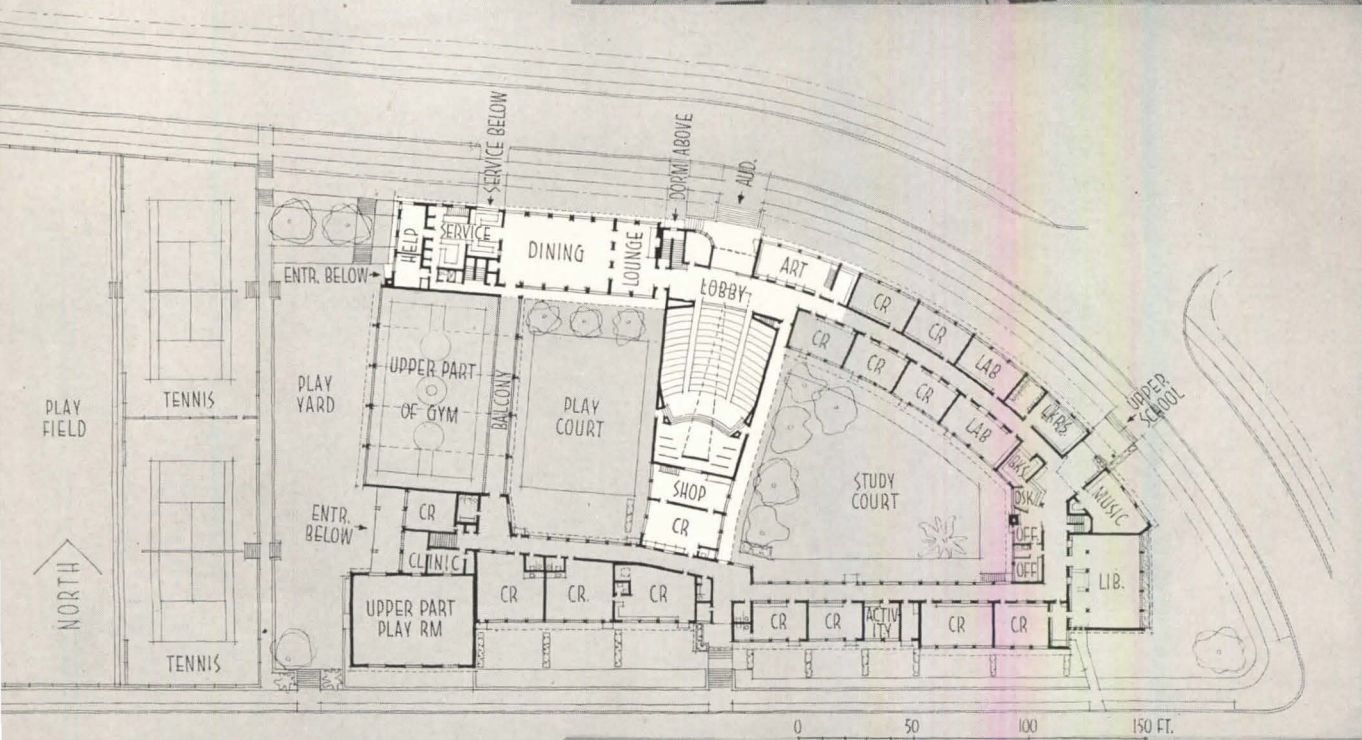 SERVICE BELOW
DORM. ABOVE
AUD.
HELP
SERVICE
DINING
LOUNGE
ENTR. BELOW
LOBBY
ART
CR
CR
LAB
LKRS.
UPPER
SCHOOL
CR
CR
CR
LAB
BKS.
MUSIC
UPPER PART
OF GYM
BALCONY
PLAY
COURT
PLAY
YARD
PLAY
FIELD
TENNIS
STUDY
COURT
DSK
SHOP
CR
OFF.
OFF.
LIB.
ENTR.
BELOW
CR
CLINIC
NORTH
UPPER PART
PLAY RM
CR
CR.
CR
CR
CR
ACTIV-
ITY
CR
CR
TENNIS
0 50 100 150 FT.